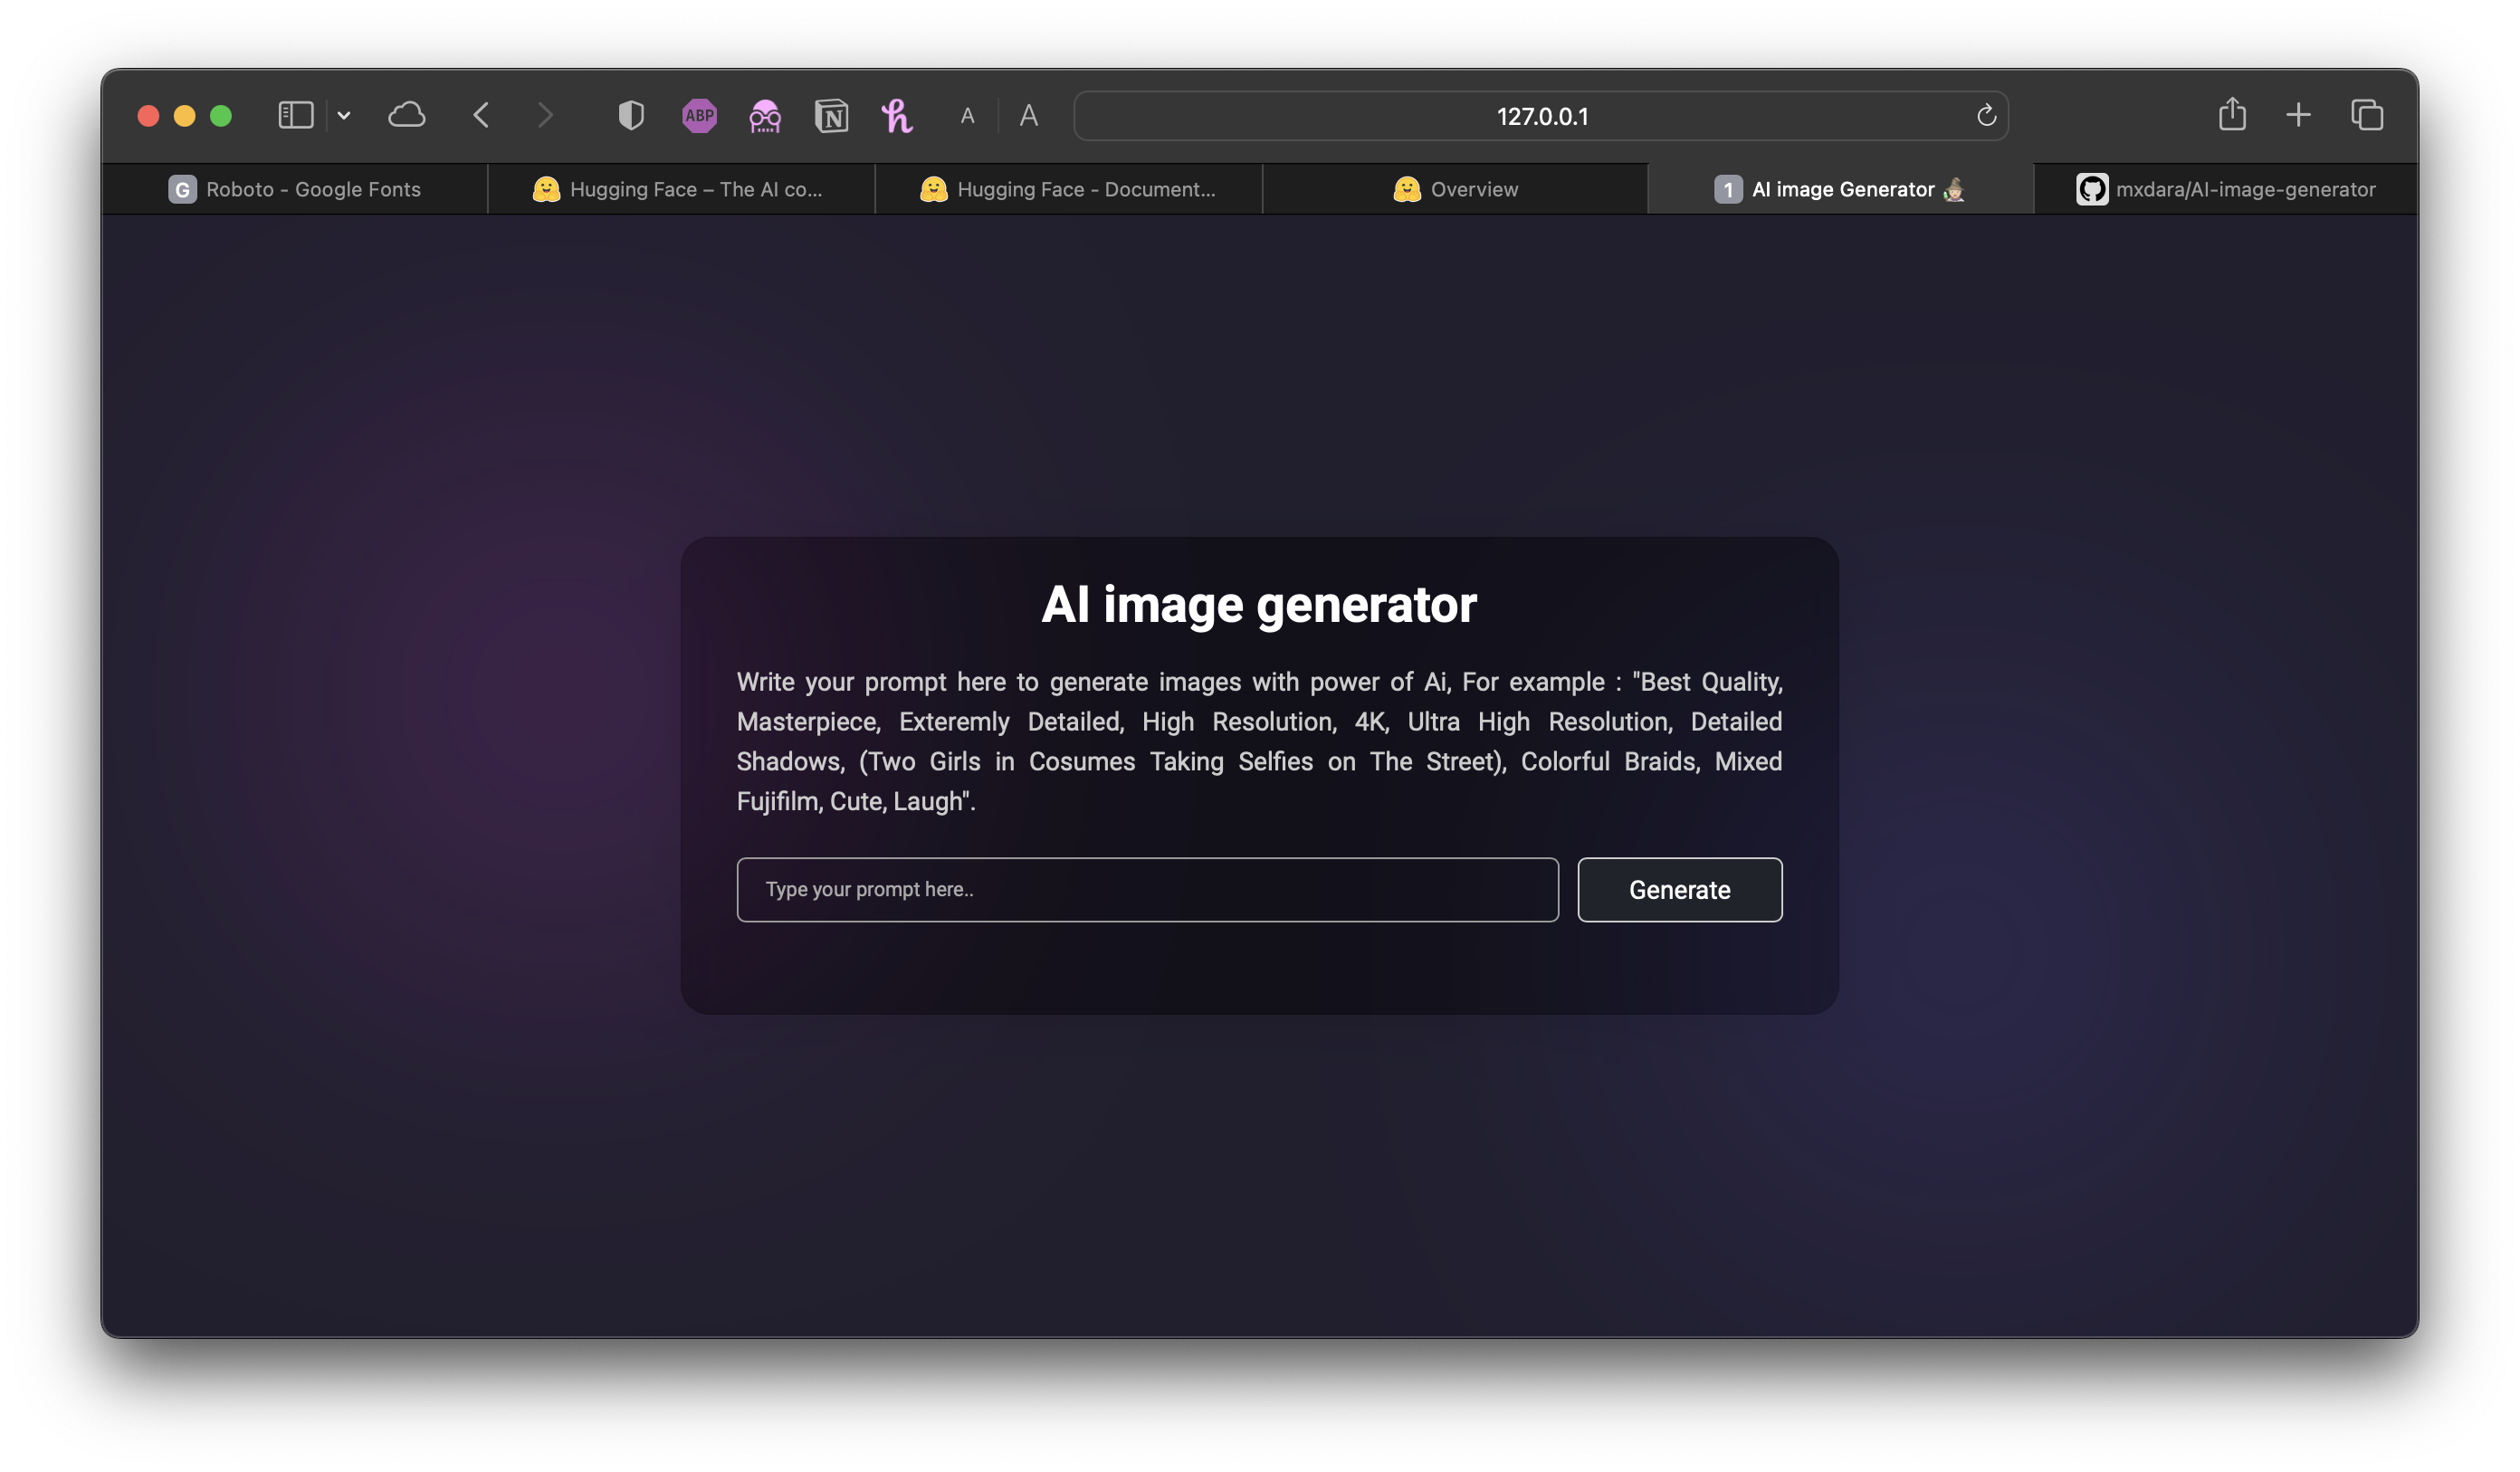 ABP
N
h
A
A
127.0.0.1
G Roboto - Google Fonts
Hugging Face – The AI co...
Hugging Face - Document...
Overview
1 AI image Generator
mxdara/AI-image-generator
AI image generator
Write your prompt here to generate images with power of Ai, For example : "Best Quality,
Masterpiece, Exteremly Detailed, High Resolution, 4K, Ultra High Resolution, Detailed
Shadows, (Two Girls in Cosumes Taking Selfies on The Street), Colorful Braids, Mixed
Fujifilm, Cute, Laugh".
Type your prompt here..
Generate